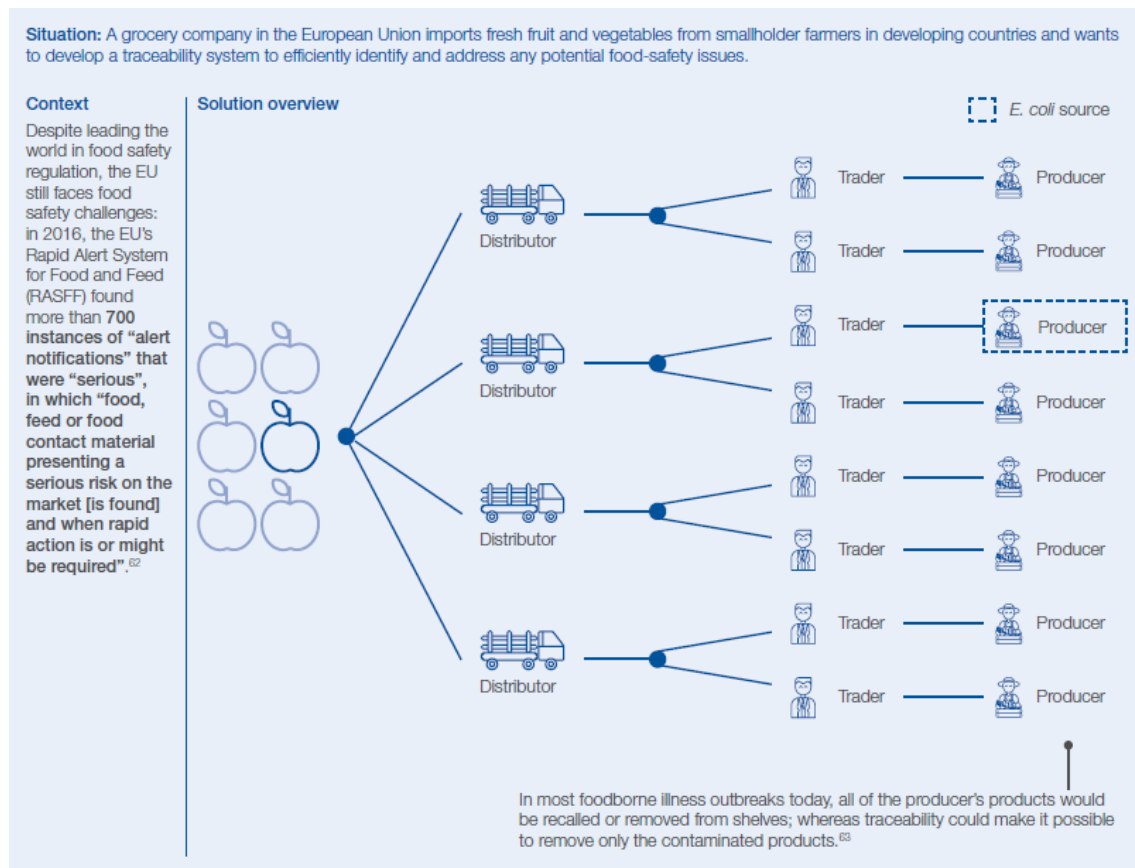 Situation: A grocery company in the European Union imports fresh fruit and vegetables from smallholder farmers in developing countries and wants
to develop a traceability system to efficiently identify and address any potential food-safety issues.
Context
Despite leading the
world in food safety
regulation, the EU
still faces food
safety challenges:
in 2016, the EU's
Rapid Alert System
for Food and Feed
(RASFF) found
more than 700
instances of “alert
notifications” that
were “serious”,
in which “food,
feed or food
contact material
presenting a
serious risk on the
market [is found]
and when rapid
action is or might
be required”.62
Solution overview
E. coli source
Distributor
Distributor
Distributor
Distributor
Trader
Producer
Trader
Producer
Trader
Producer
Trader
Producer
Trader
Producer
Trader
Producer
Trader
Producer
Trader
Producer
In most foodborne illness outbreaks today, all of the producer's products would
be recalled or removed from shelves; whereas traceability could make it possible
to remove only the contaminated products.63